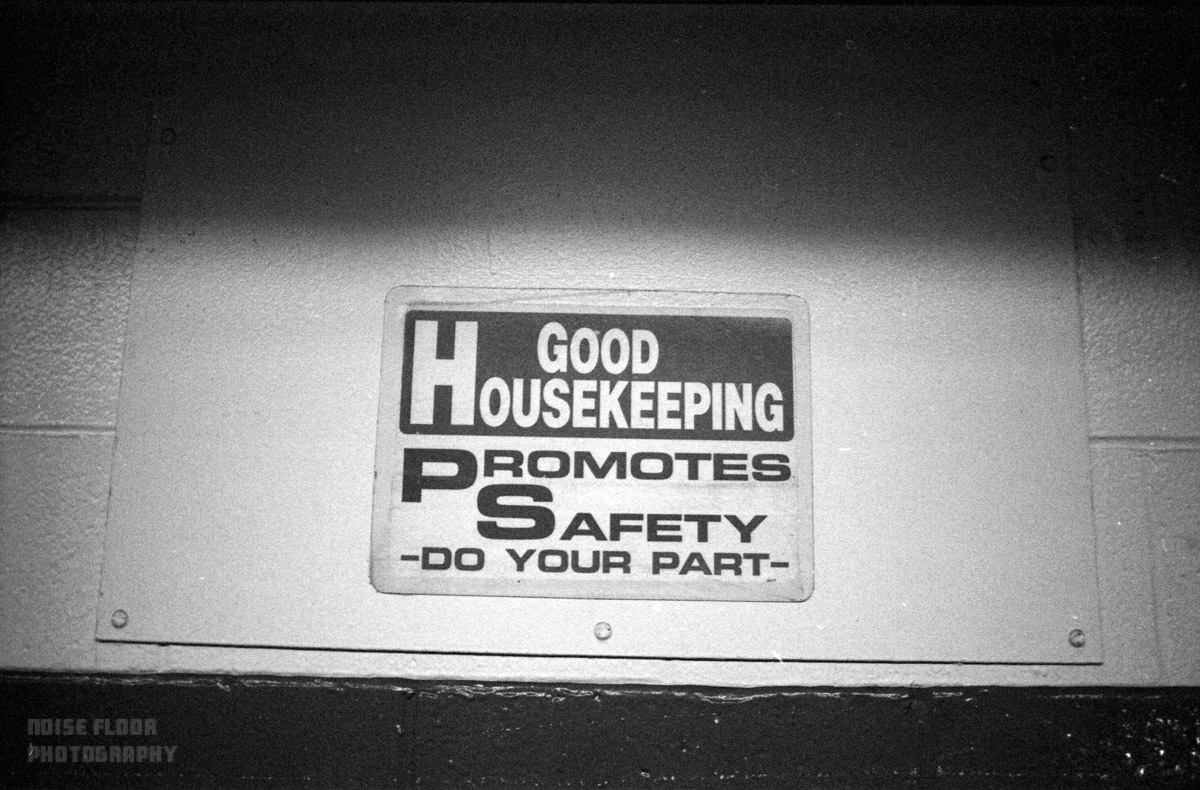 GOOD
HOUSEKEEPING
PROMOTES
SAFETY
-DO YOUR PART-
NOISE FLOOR
PHOTOGRAPHY